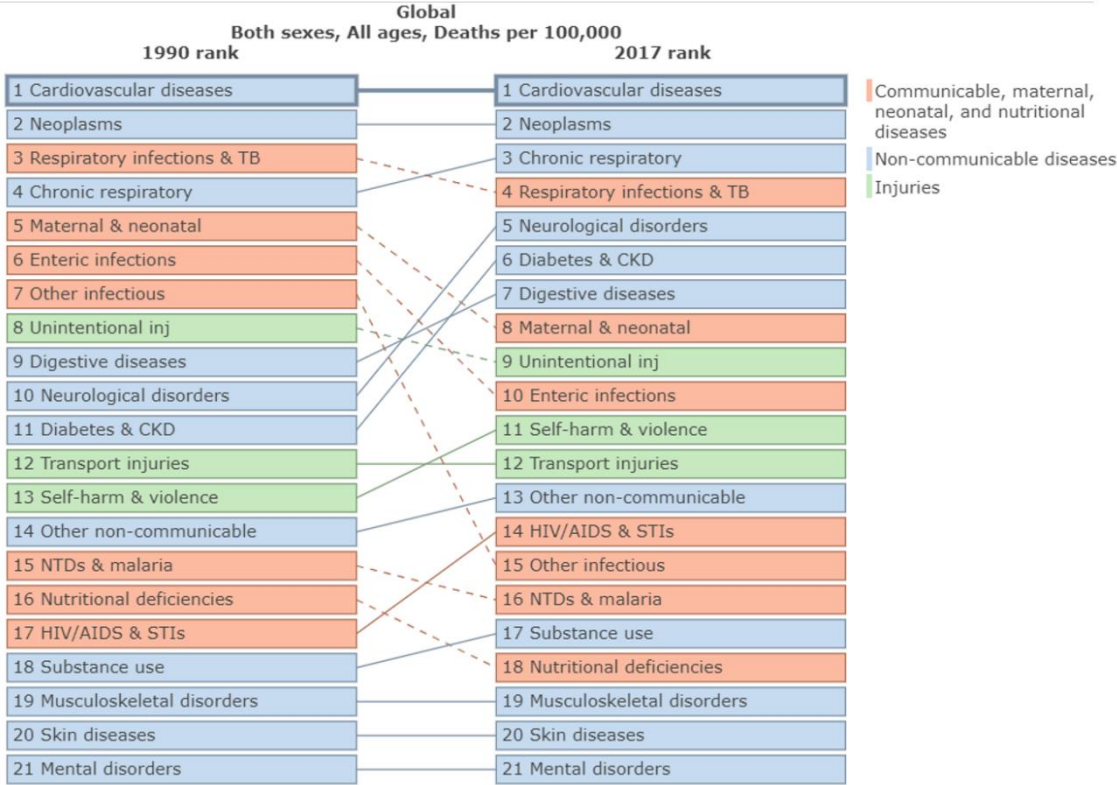 Global
Both sexes, All ages, Deaths per 100,000
1990 rank
2017 rank
1 Cardiovascular diseases
2 Neoplasms
3 Respiratory infections & TB
4 Chronic respiratory
5 Maternal & neonatal
6 Enteric infections
7 Other infectious
8 Unintentional inj
9 Digestive diseases
10 Neurological disorders
11 Diabetes & CKD
12 Transport injuries
13 Self-harm & violence
14 Other non-communicable
15 NTDs & malaria
16 Nutritional deficiencies
17 HIV/AIDS & STIs
18 Substance use
19 Musculoskeletal disorders
20 Skin diseases
21 Mental disorders
1 Cardiovascular diseases
2 Neoplasms
3 Chronic respiratory
4 Respiratory infections & TB
5 Neurological disorders
6 Diabetes & CKD
7 Digestive diseases
8 Maternal & neonatal
9 Unintentional inj
10 Enteric infections
11 Self-harm & violence
12 Transport injuries
13 Other non-communicable
14 HIV/AIDS & STIs
15 Other infectious
16 NTDs & malaria
17 Substance use
18 Nutritional deficiencies
19 Musculoskeletal disorders
20 Skin diseases
21 Mental disorders
Communicable, maternal,
neonatal, and nutritional
diseases
Non-communicable diseases
Injuries